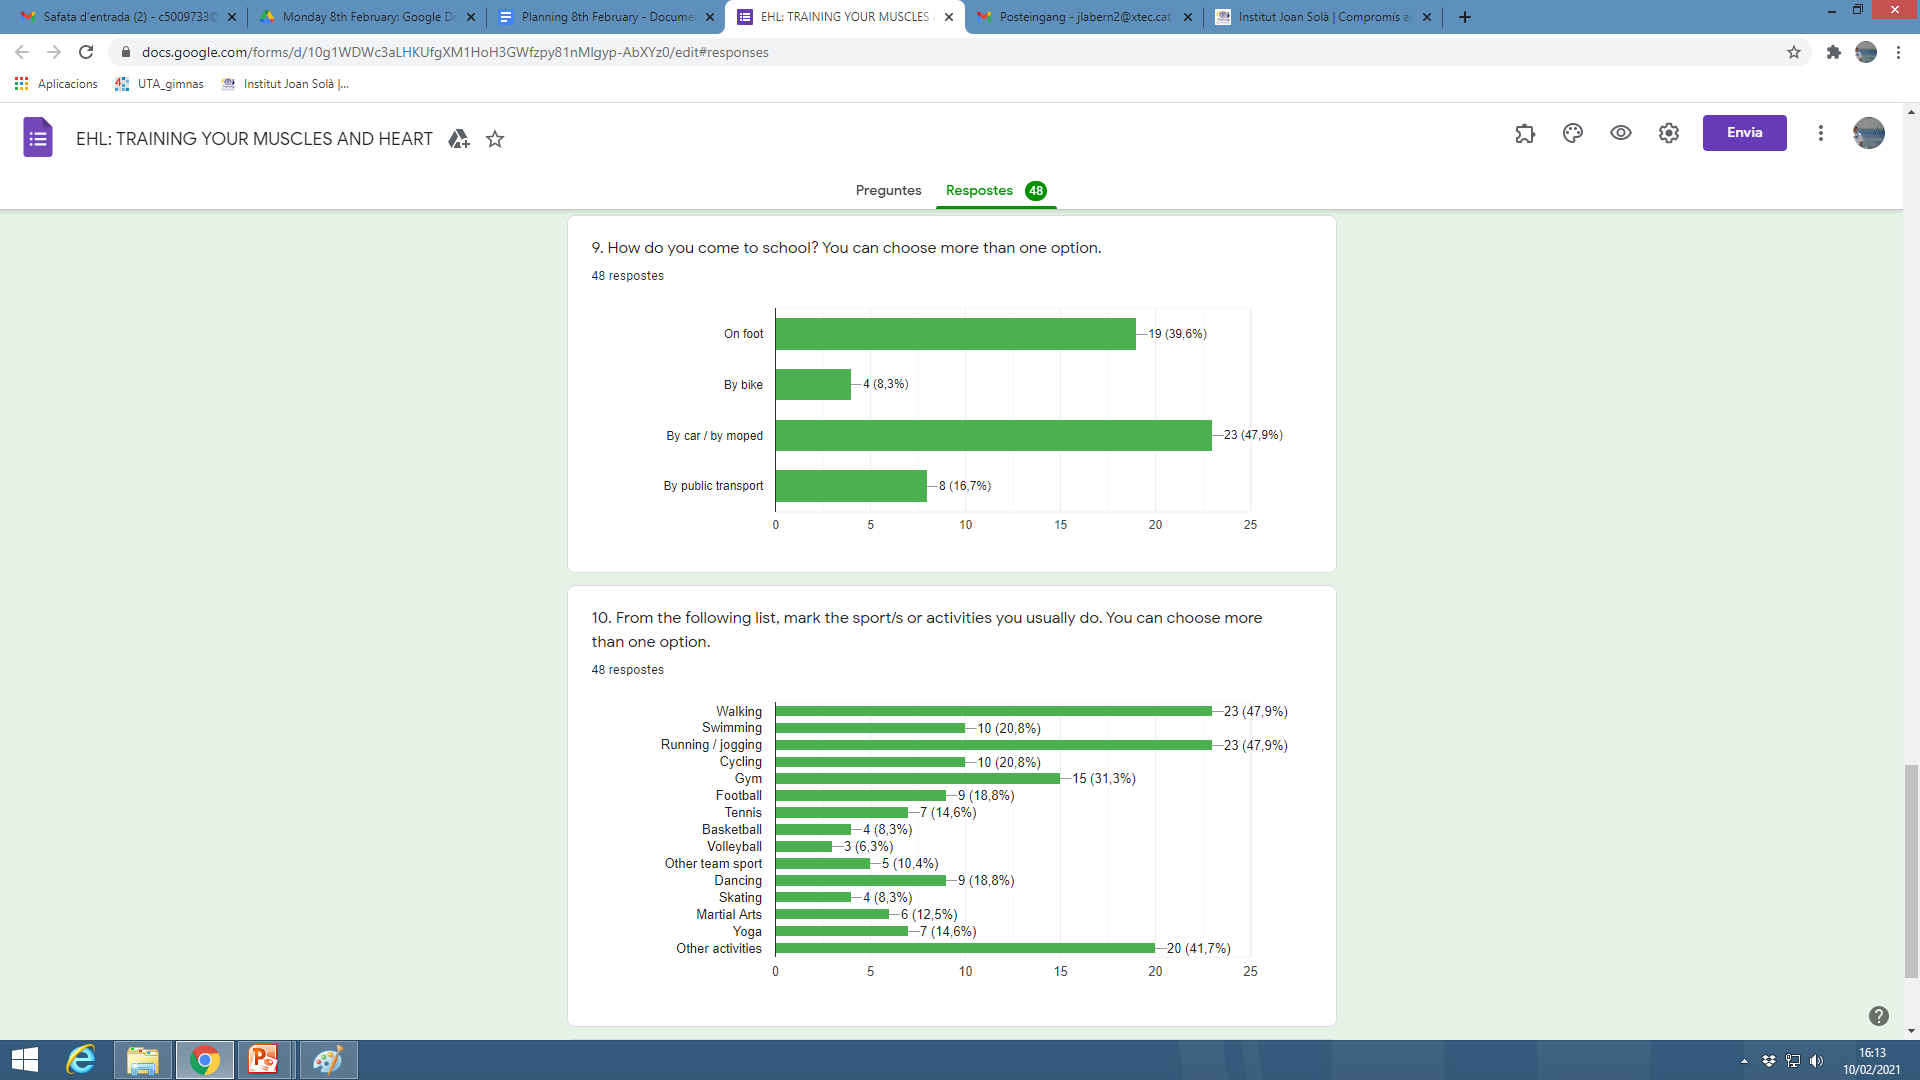 Safata d'entrada (2) - c5009733@
Monday 8th February: Google Dr
Planning 8th February - Docume
EHL: TRAINING YOUR MUSCLES A
Posteingang - jlabern2@xtec.cat
Institut Joan Solà | Compromís a
docs.google.com/forms/d/10g1WDWc3aLHKUfgXM1HoH3GWfzpy81nMlgyp-AbXYz0/edit#responses
Aplicacions
UTA_gimnas
Institut Joan Solà |...
EHL: TRAINING YOUR MUSCLES AND HEART
Envia
Preguntes
Respostes 48
9. How do you come to school? You can choose more than one option.
48 respostes
On foot 19 (39,6%)
By bike 4 (8,3%)
By car / by moped 23 (47,9%)
By public transport 8 (16,7%)
0 5 10 15 20 25
10. From the following list, mark the sport/s or activities you usually do. You can choose more
than one option.
48 respostes
Walking 23 (47,9%)
Swimming 10 (20,8%)
Running / jogging 23 (47,9%)
Cycling 10 (20,8%)
Gym 15 (31,3%)
Football 9 (18,8%)
Tennis 7 (14,6%)
Basketball 4 (8,3%)
Volleyball 3 (6,3%)
Other team sport 5 (10,4%)
Dancing 9 (18,8%)
Skating 4 (8,3%)
Martial Arts 6 (12,5%)
Yoga 7 (14,6%)
Other activities 20 (41,7%)
0 5 10 15 20 25
16:13
10/02/2021